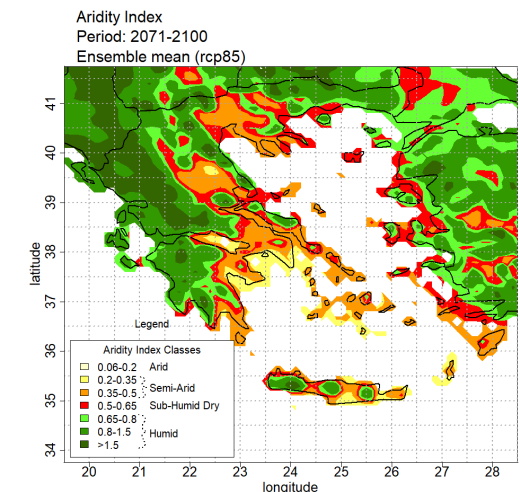 Aridity Index
Period: 2071-2100
Ensemble mean (rcp85)
latitude
41
40
39
38
37
36
35
34
Legend
Aridity Index Classes
0.06-0.2 Arid
0.2-0.35
0.35-0.5 Semi-Arid
0.5-0.65 Sub-Humid Dry
0.65-0.8
0.8-1.5 Humid
>1.5
20 21 22 23 24 25 26 27 28
longitude